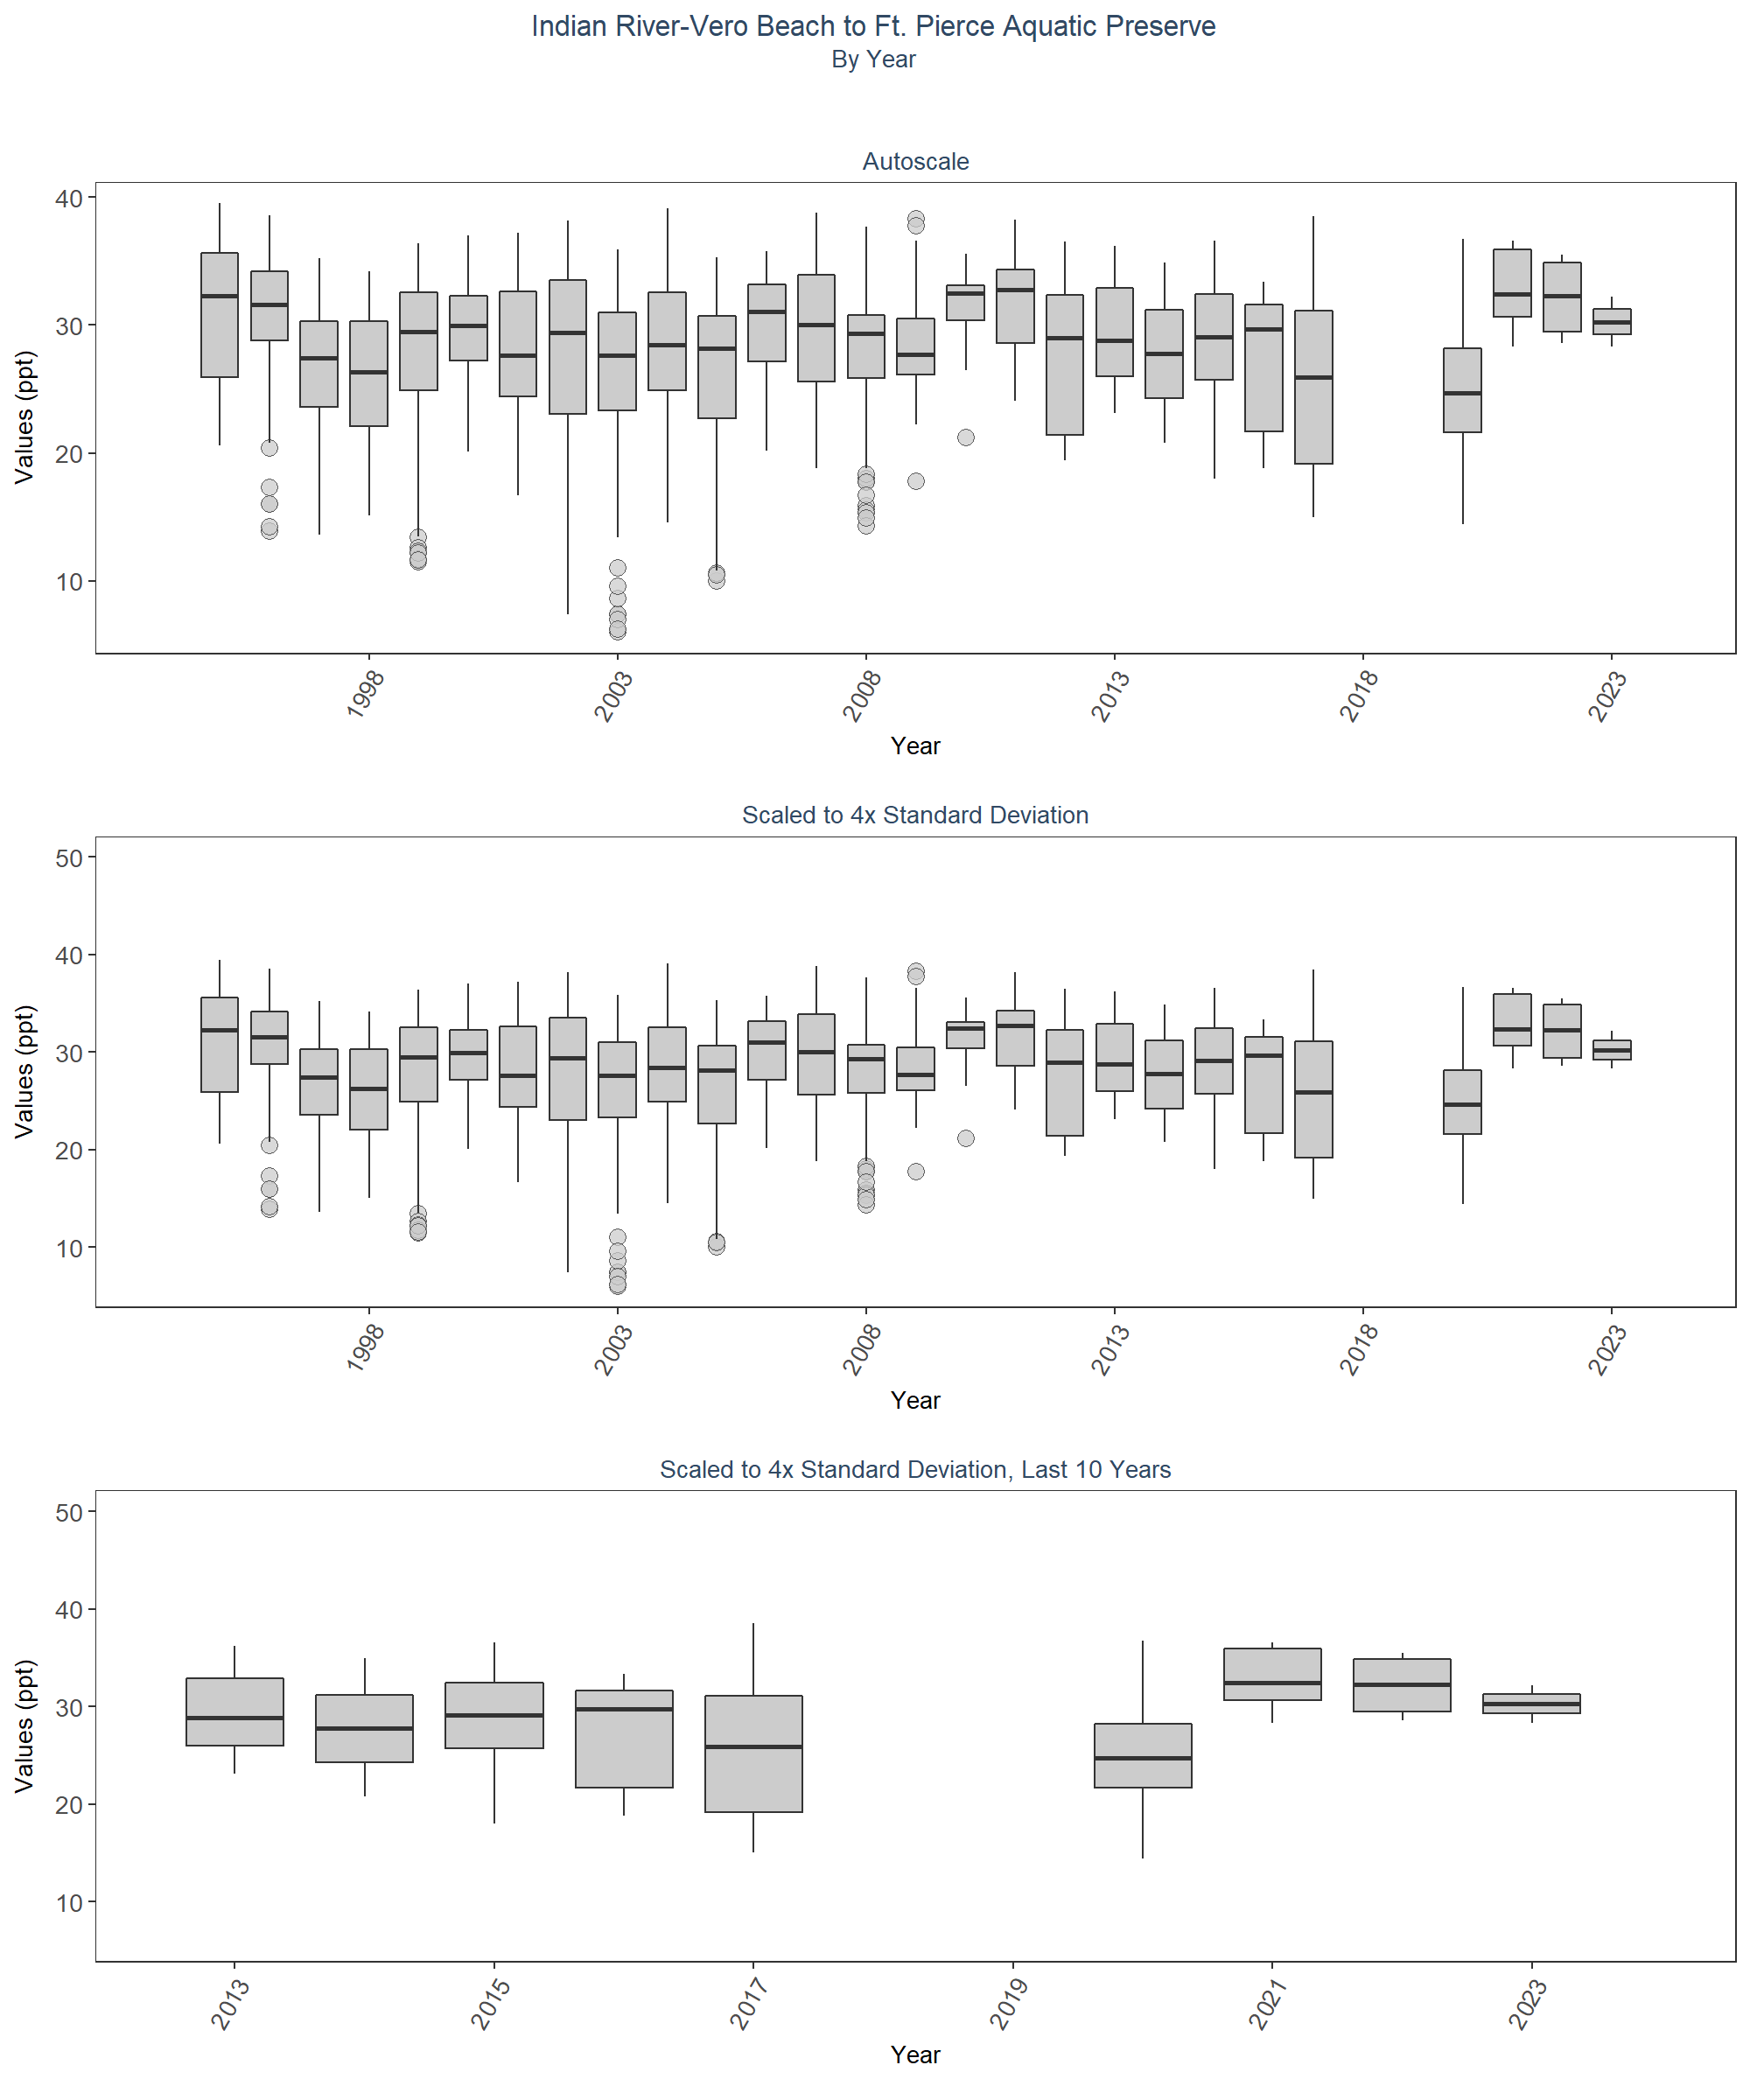 Indian River-Vero Beach to Ft. Pierce Aquatic Preserve
By Year
Autoscale
Values (ppt)
40
30
20
10
1998 2003 2008 2013 2018 2023
Year
Scaled to 4x Standard Deviation
Values (ppt)
50
40
30
20
10
1998 2003 2008 2013 2018 2023
Year
Scaled to 4x Standard Deviation, Last 10 Years
Values (ppt)
50
40
30
20
10
2013 2015 2017 2019 2021 2023
Year